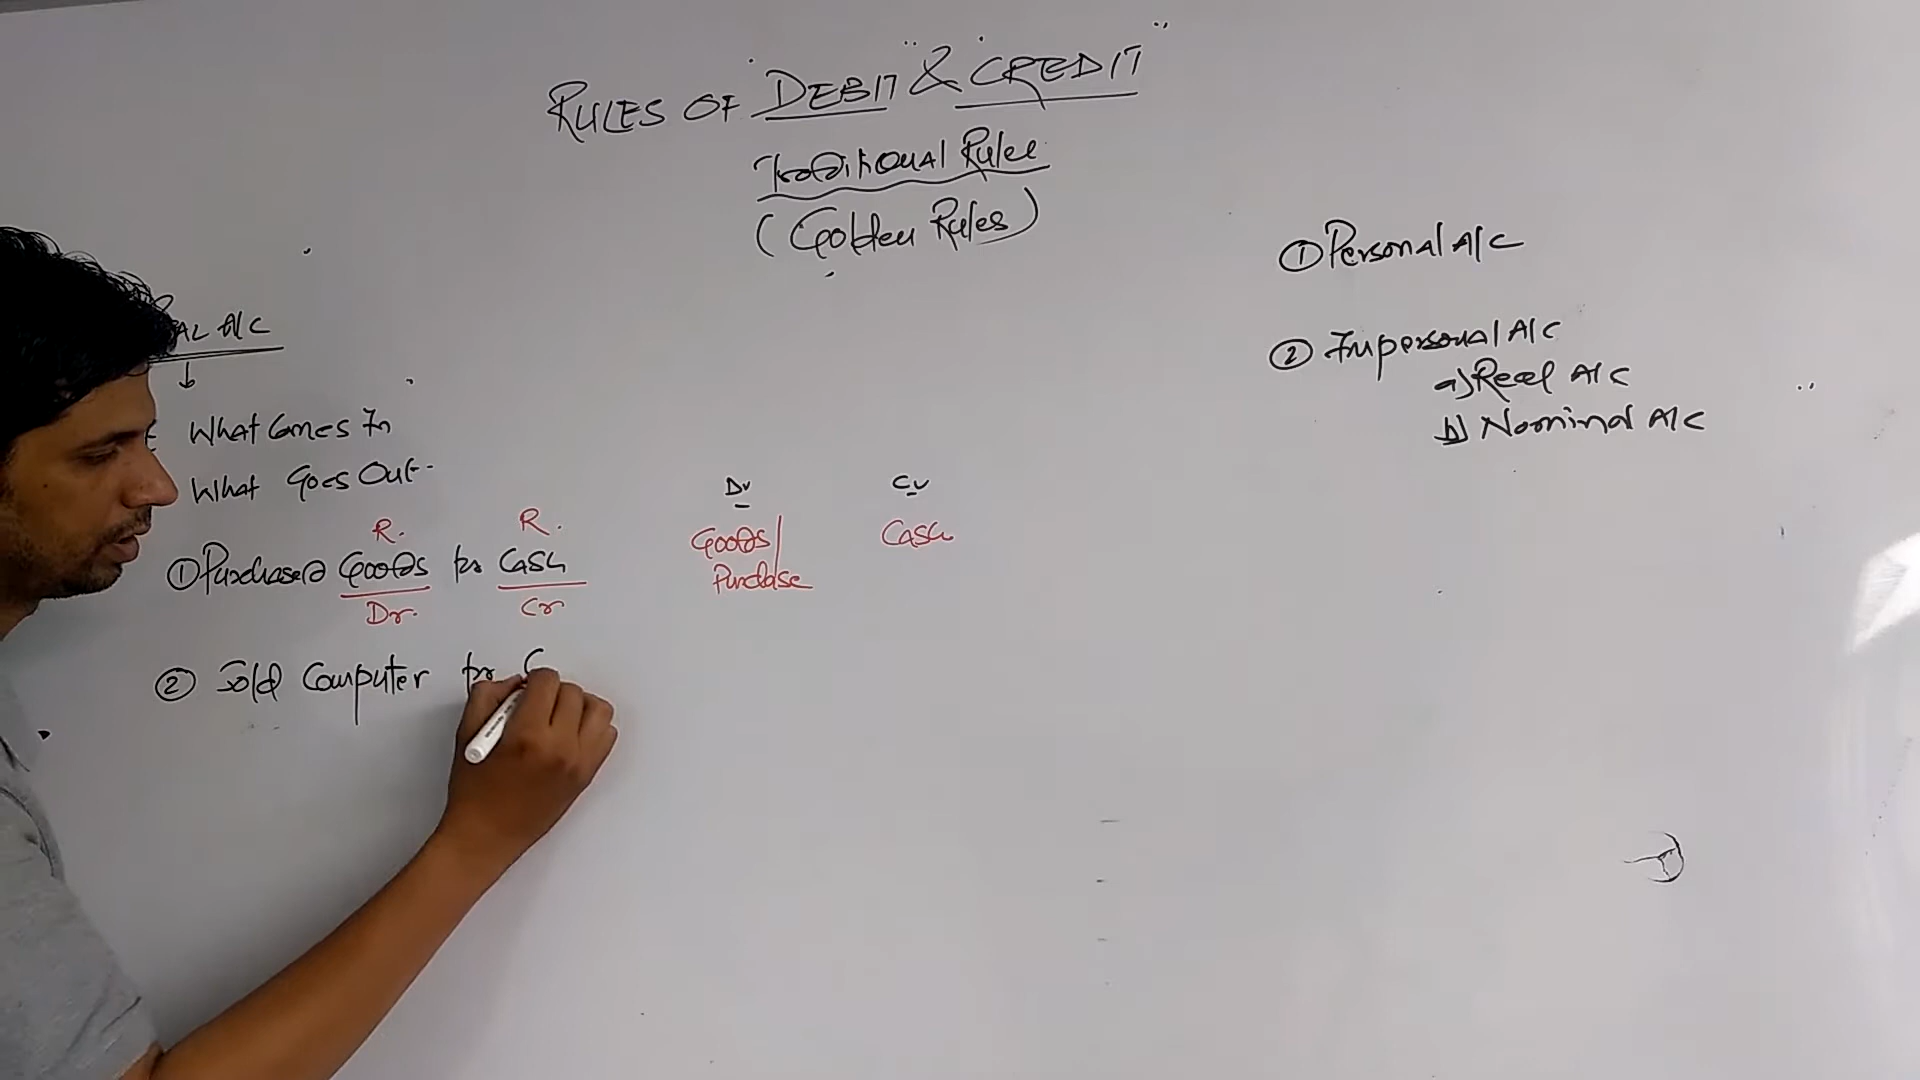 RULES OF "DEBIT" & "CREDIT"
Traditional Rules
(Golden Rules)
① Personal A/C
② Impersonal A/C
a) Real A/C
b) Nominal A/C
AL A/C
What Comes In
What Goes Out
Dr Cr
R. R.
① Purchased Goods for Cash
Dr. Cr
Goods/ Cash
Purchase
② Sold Computer for C